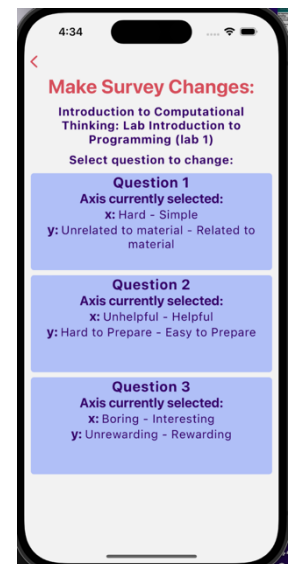 4:34
Make Survey Changes:
Introduction to Computational
Thinking: Lab Introduction to
Programming (lab 1)
Select question to change:
Question 1
Axis currently selected:
x: Hard - Simple
y: Unrelated to material - Related to
material
Question 2
Axis currently selected:
x: Unhelpful - Helpful
y: Hard to Prepare - Easy to Prepare
Question 3
Axis currently selected:
x: Boring - Interesting
y: Unrewarding - Rewarding